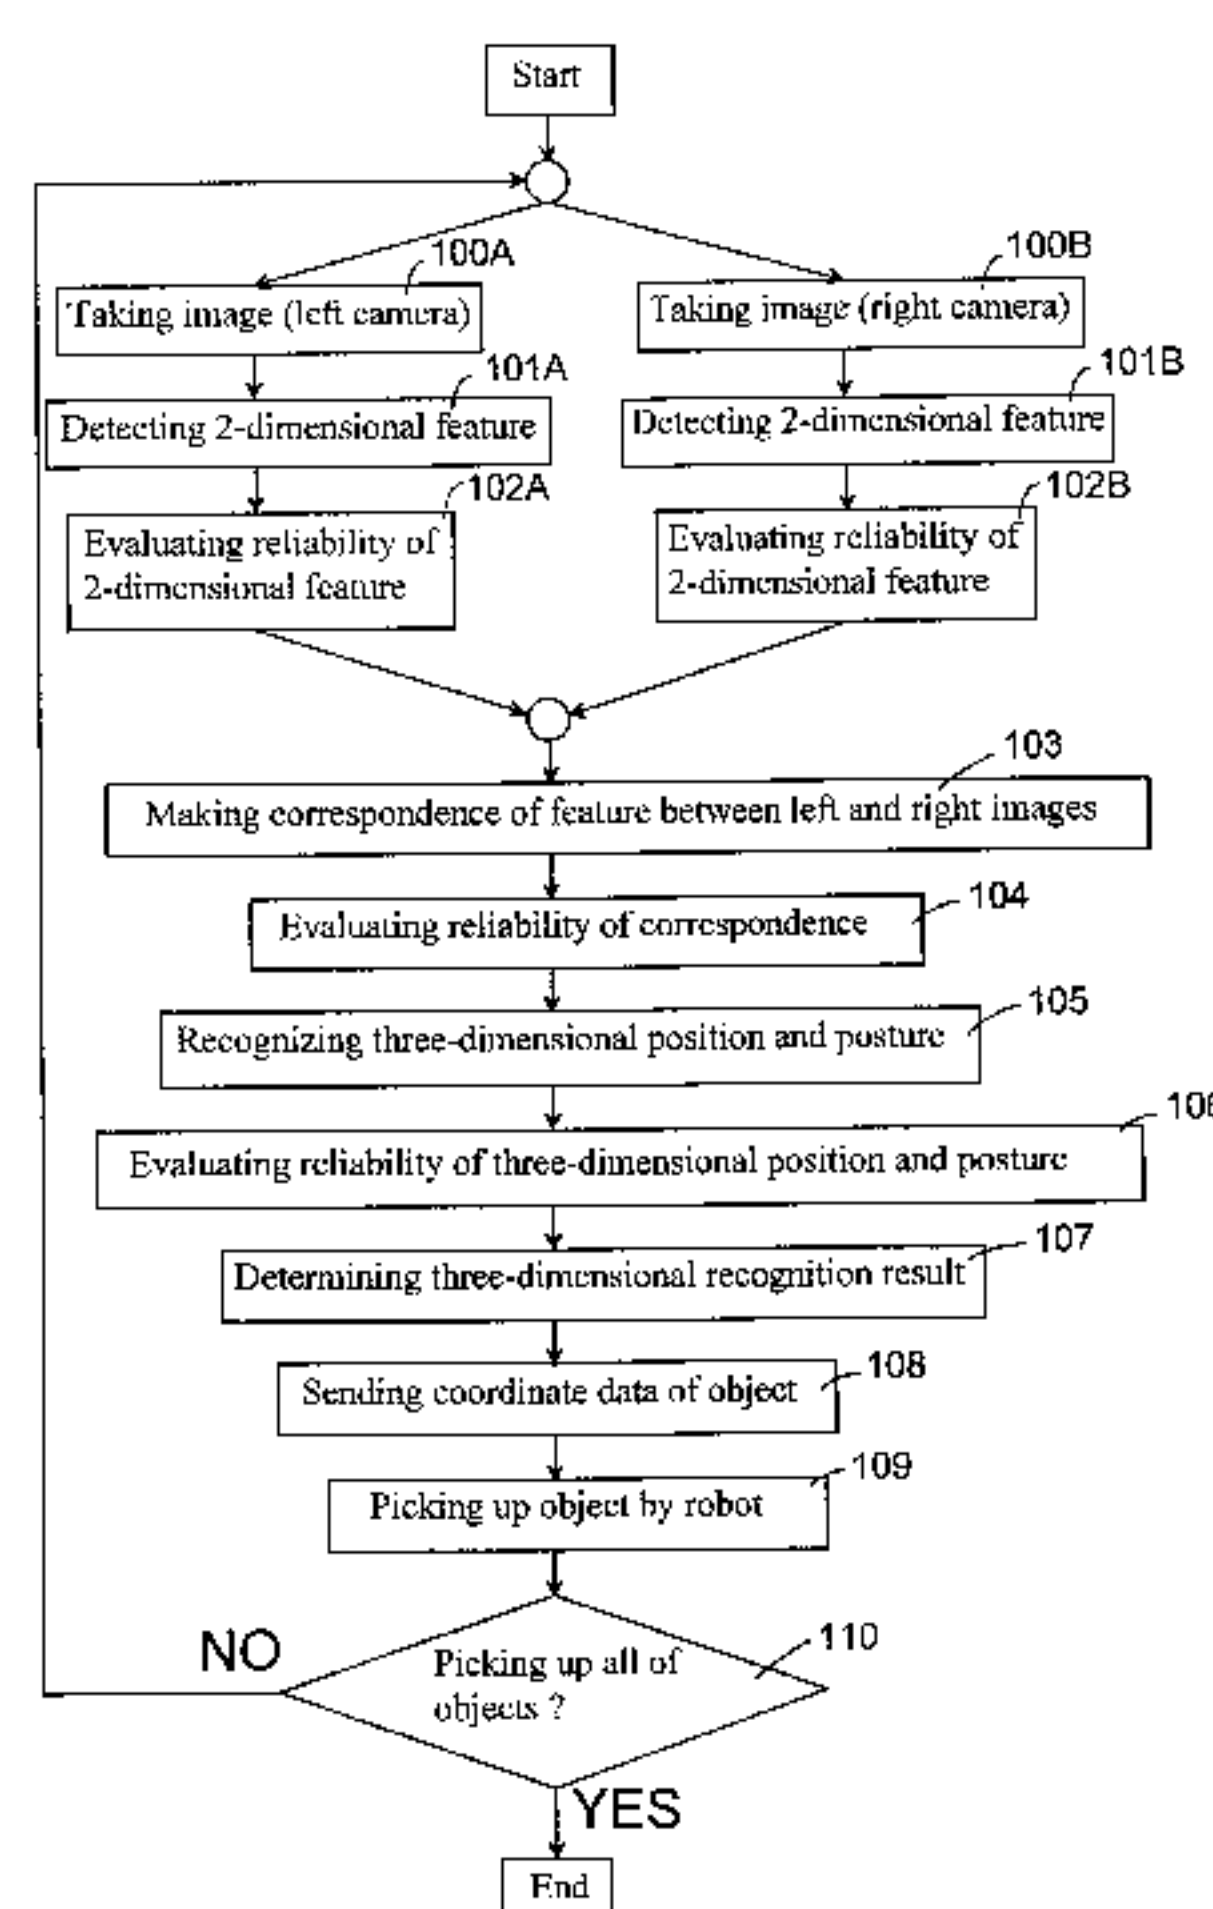 Start
100A
100B
Taking image (left camera)
Taking image (right camera)
101A
101B
Detecting 2-dimensional feature
Detecting 2-dimensional feature
102A
102B
Evaluating reliability of
2-dimensional feature
Evaluating reliability of
2-dimensional feature
103
Making correspondence of feature between left and right images
104
Evaluating reliability of correspondence
105
Recognizing three-dimensional position and posture
106
Evaluating reliability of three-dimensional position and posture
107
Determining three-dimensional recognition result
108
Sending coordinate data of object
109
Picking up object by robot
110
NO
Picking up all of
objects ?
YES
End